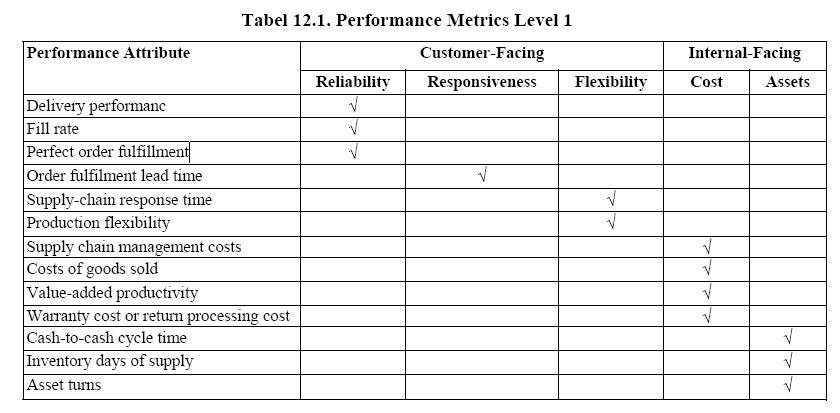 Tabel 12.1. Performance Metrics Level 1
Performance Attribute Customer-Facing Internal-Facing
Reliability Responsiveness Flexibility Cost Assets
Delivery performanc √
Fill rate √
Perfect order fulfillment √
Order fulfilment lead time √
Supply-chain response time √
Production flexibility √
Supply chain management costs √
Costs of goods sold √
Value-added productivity √
Warranty cost or return processing cost √
Cash-to-cash cycle time √
Inventory days of supply √
Asset turns √